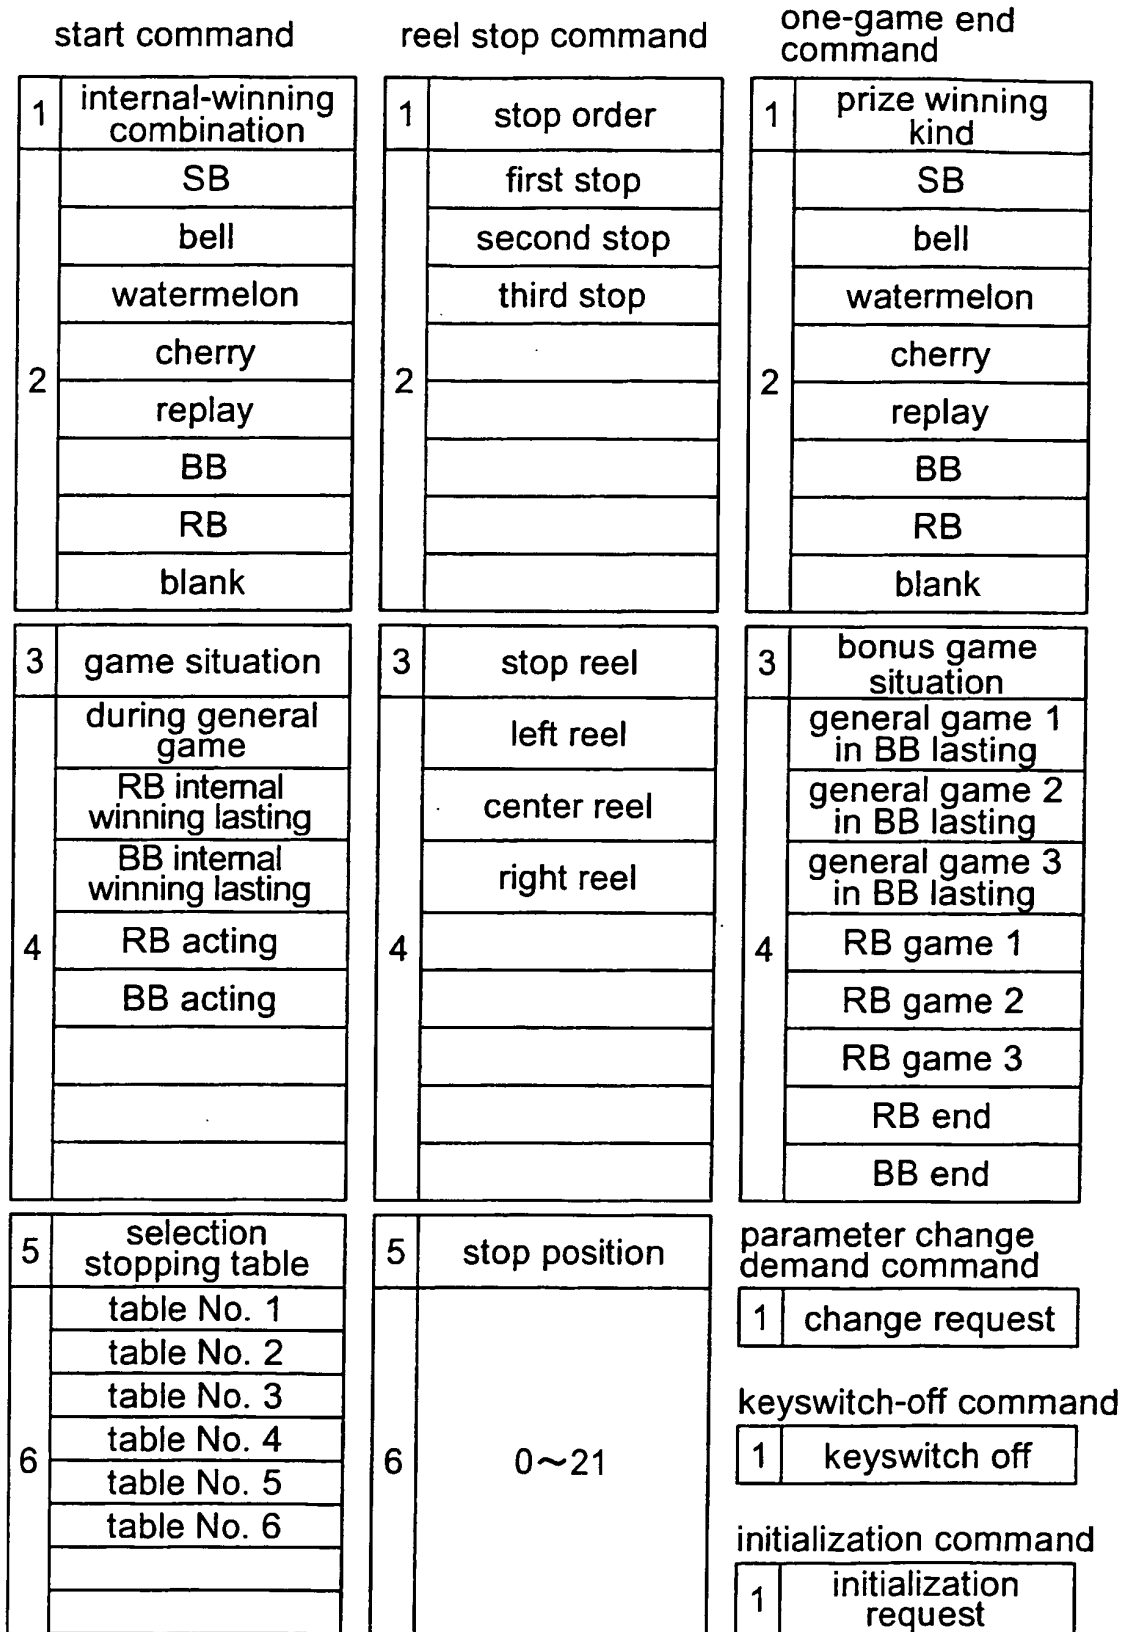 start command
1
internal-winning
combination
2
SB
bell
watermelon
cherry
replay
BB
RB
blank
3
game situation
4
during general
game
RB internal
winning lasting
BB internal
winning lasting
RB acting
BB acting
5
selection
stopping table
6
table No. 1
table No. 2
table No. 3
table No. 4
table No. 5
table No. 6
reel stop command
1
stop order
2
first stop
second stop
third stop
3
stop reel
4
left reel
center reel
right reel
5
stop position
6
0~21
one-game end
command
1
prize winning
kind
2
SB
bell
watermelon
cherry
replay
BB
RB
blank
3
bonus game
situation
4
general game 1
in BB lasting
general game 2
in BB lasting
general game 3
in BB lasting
RB game 1
RB game 2
RB game 3
RB end
BB end
parameter change
demand command
1
change request
keyswitch-off command
1
keyswitch off
initialization command
1
initialization
request